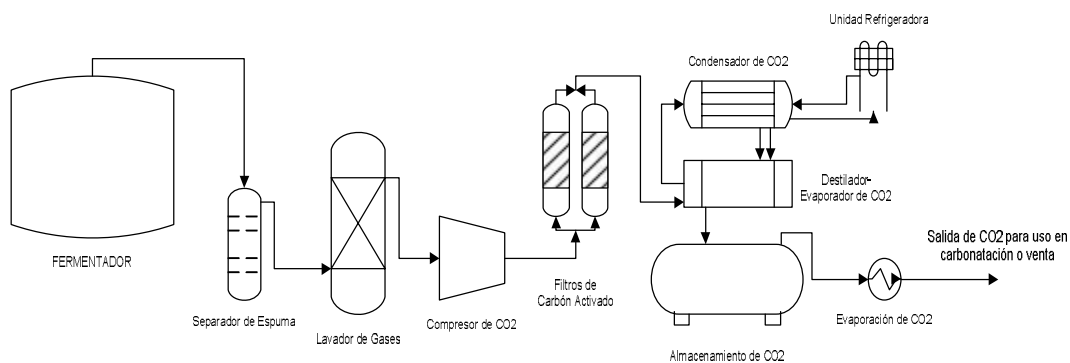 Unidad Refrigeradora
Condensador de CO2
Destilador-
Evaporador de CO2
Salida de CO2 para uso en
carbonatación o venta
FERMENTADOR
Separador de Espuma
Lavador de Gases
Compresor de CO2
Filtros de
Carbón Activado
Evaporación de CO2
Almacenamiento de CO2